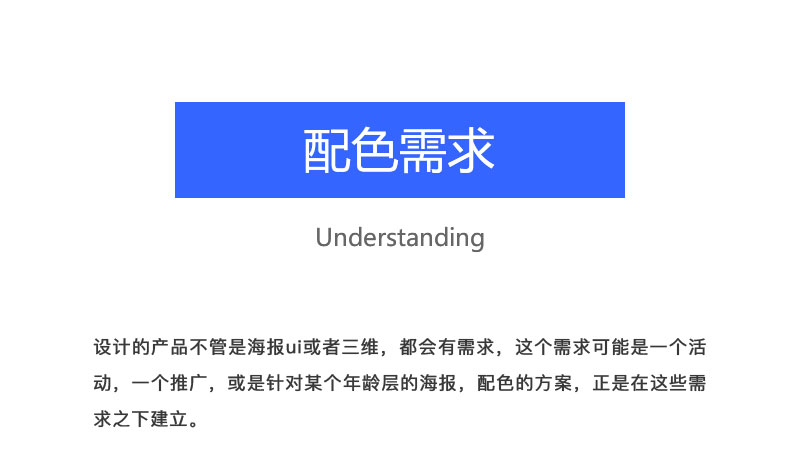 配色需求
Understanding
设计的产品不管是海报ui或者三维，都会有需求，这个需求可能是一个活
动，一个推广，或是针对某个年龄层的海报，配色的方案，正是在这些需
求之下建立。